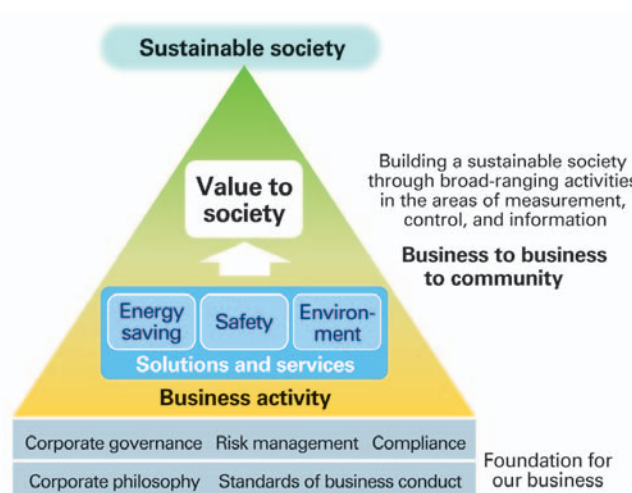 Sustainable society
Value to
society
Building a sustainable society
through broad-ranging activities
in the areas of measurement,
control, and information
Business to business
to community
Energy
saving
Safety
Environ-
ment
Solutions and services
Business activity
Corporate governance Risk management Compliance
Corporate philosophy Standards of business conduct
Foundation for
our business